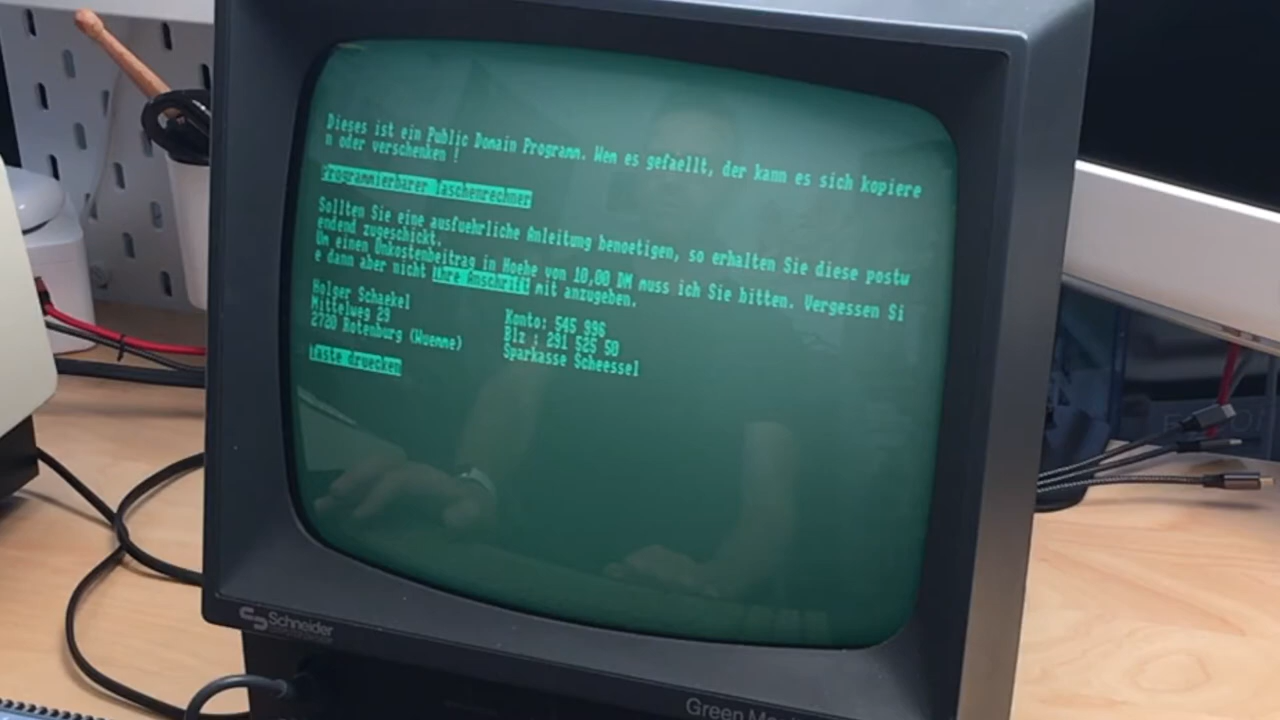 Dieses ist ein Public Domain Programm. Wem es gefaellt, der kann es sich kopiere
n oder verschenken !
Programmierbarer Taschenrechner
Sollten Sie eine ausfuehrliche Anleitung benoetigen, so erhalten Sie diese postw
endend zugeschickt.
Um einen Unkostenbeitrag in Hoehe von 10,00 DM muss ich Sie bitten. Vergessen Si
e dann aber nicht Ihre Anschrift mit anzugeben.
Holger Schaekel
Mittelweg 29 Konto: 545 996
2720 Rotenburg (Wuemme) Blz : 291 525 50
Sparkasse Scheessel
Taste druecken
Schneider
Green